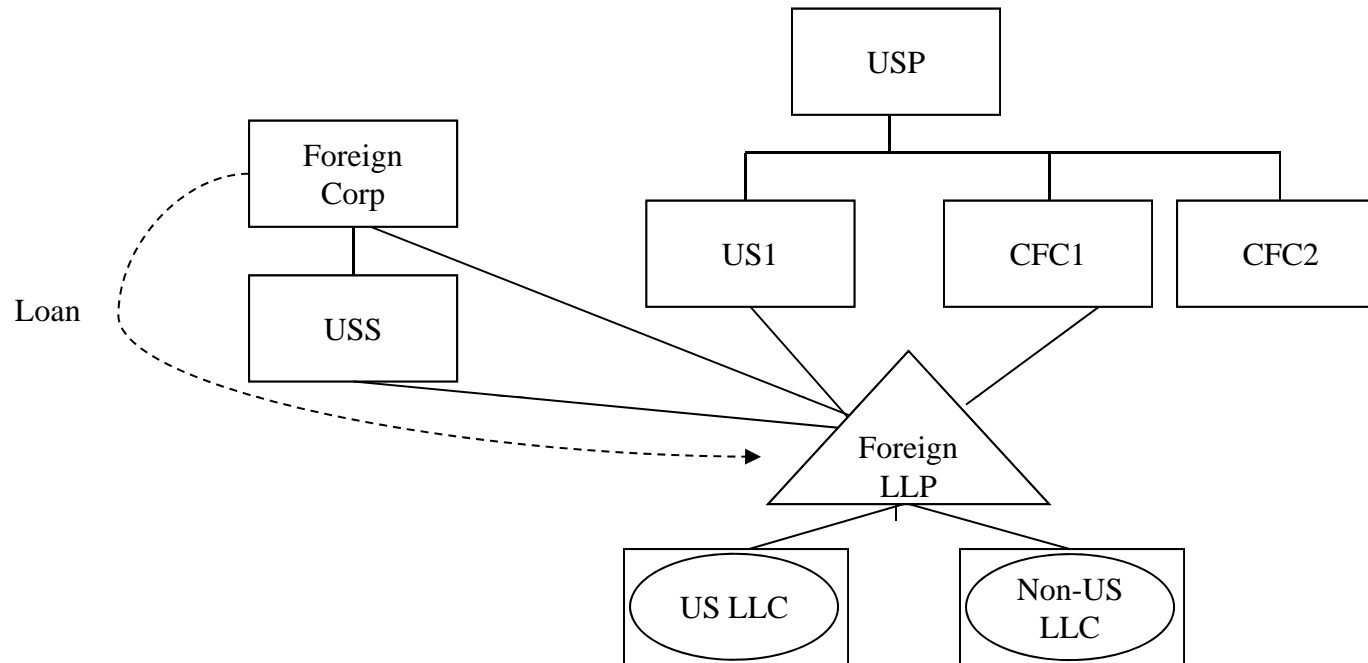 USP
Foreign
Corp
US1
CFC1
CFC2
Loan
USS
Foreign
LLP
US LLC
Non-US
LLC